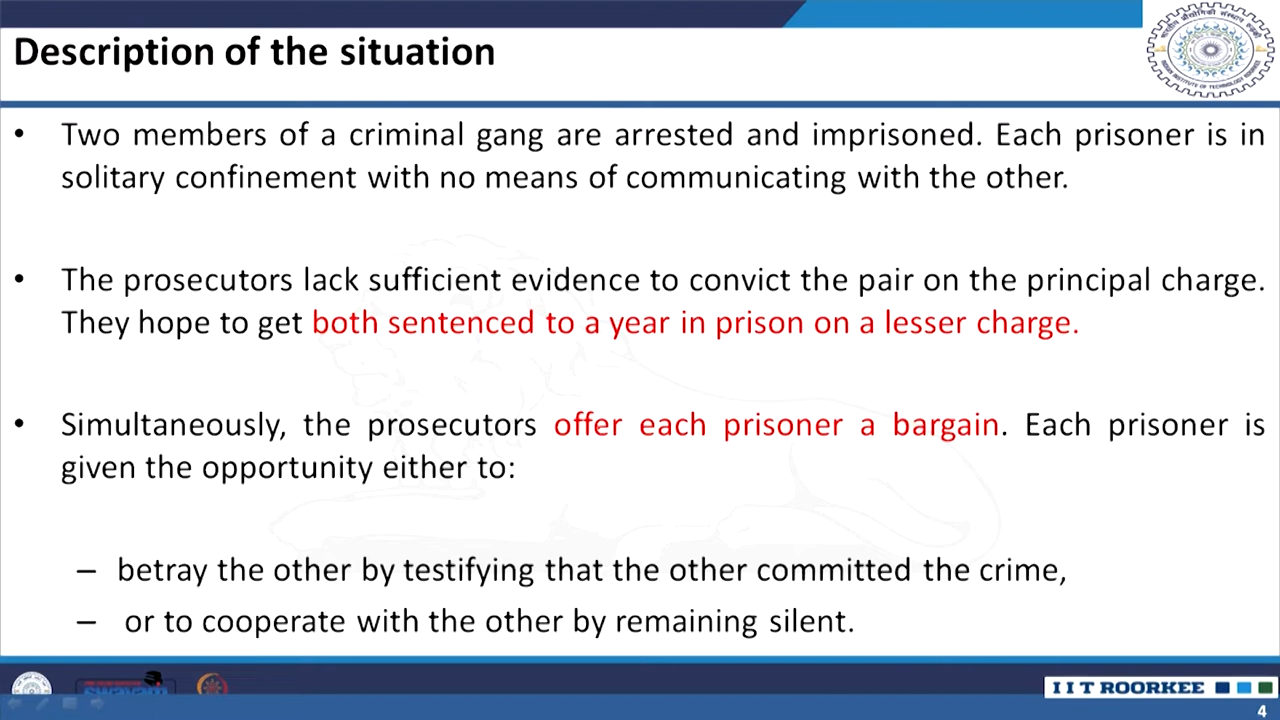 Description of the situation
• Two members of a criminal gang are arrested and imprisoned. Each prisoner is in
solitary confinement with no means of communicating with the other.
• The prosecutors lack sufficient evidence to convict the pair on the principal charge.
They hope to get both sentenced to a year in prison on a lesser charge.
• Simultaneously, the prosecutors offer each prisoner a bargain. Each prisoner is
given the opportunity either to:
– betray the other by testifying that the other committed the crime,
– or to cooperate with the other by remaining silent.
swayam
IIT ROORKEE
4